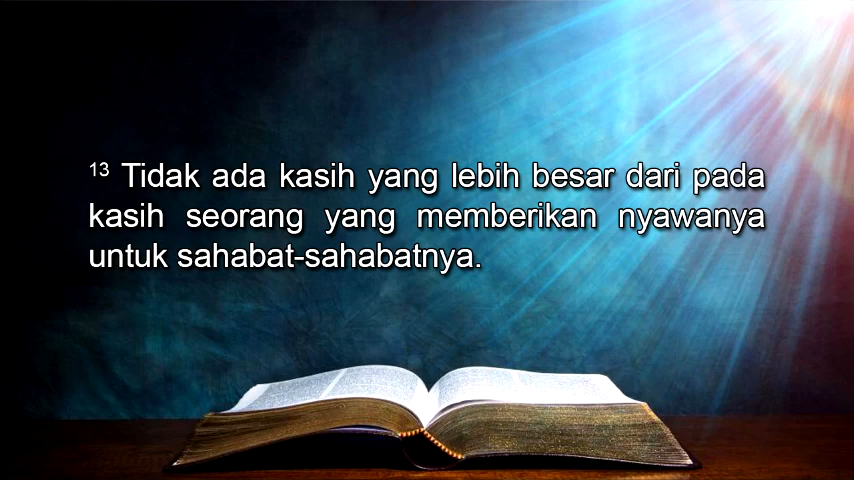 13 Tidak ada kasih yang lebih besar dari pada
kasih seorang yang memberikan nyawanya
untuk sahabat-sahabatnya.